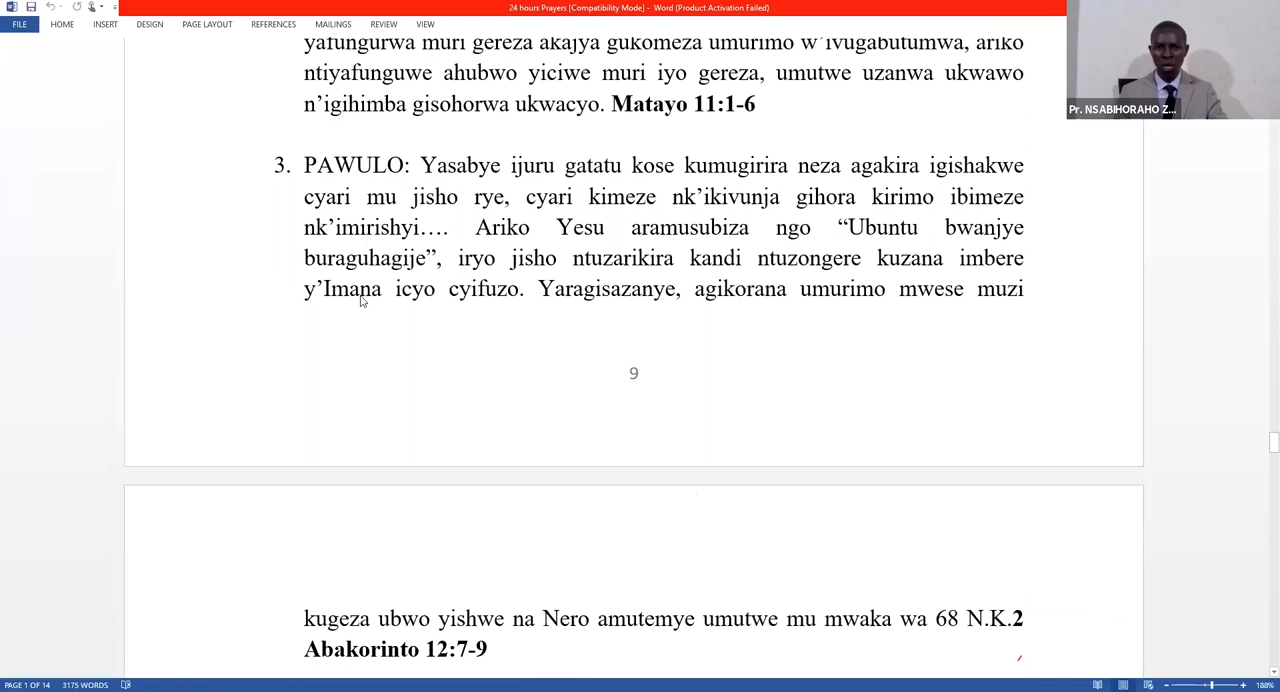 24 hours Prayers [Compatibility Mode] - Word (Product Activation Failed)
FILE HOME INSERT DESIGN PAGE LAYOUT REFERENCES MAILINGS REVIEW VIEW
yafungurwa muri gereza akajya gukomeza umurimo w’ivugabutumwa, ariko
ntiyafunguwe ahubwo yiciwe muri iyo gereza, umutwe uzanwa ukwawo
n’igihimba gisohorwa ukwacyo. Matayo 11:1-6
Pr. NSABIHORAHO Z...
3. PAWULO: Yasabye ijuru gatatu kose kumugirira neza agakira igishakwe
cyari mu jisho rye, cyari kimeze nk’ikivunja gihora kirimo ibimeze
nk’imirishyi…. Ariko Yesu aramusubiza ngo “Ubuntu bwanjye
buraguhagije”, iryo jisho ntuzarikira kandi ntuzongere kuzana imbere
y’Imana icyo cyifuzo. Yaragisazanye, agikorana umurimo mwese muzi
9
kugeza ubwo yishwe na Nero amutemye umutwe mu mwaka wa 68 N.K.2
Abakorinto 12:7-9
PAGE 1 OF 14 3175 WORDS 188%